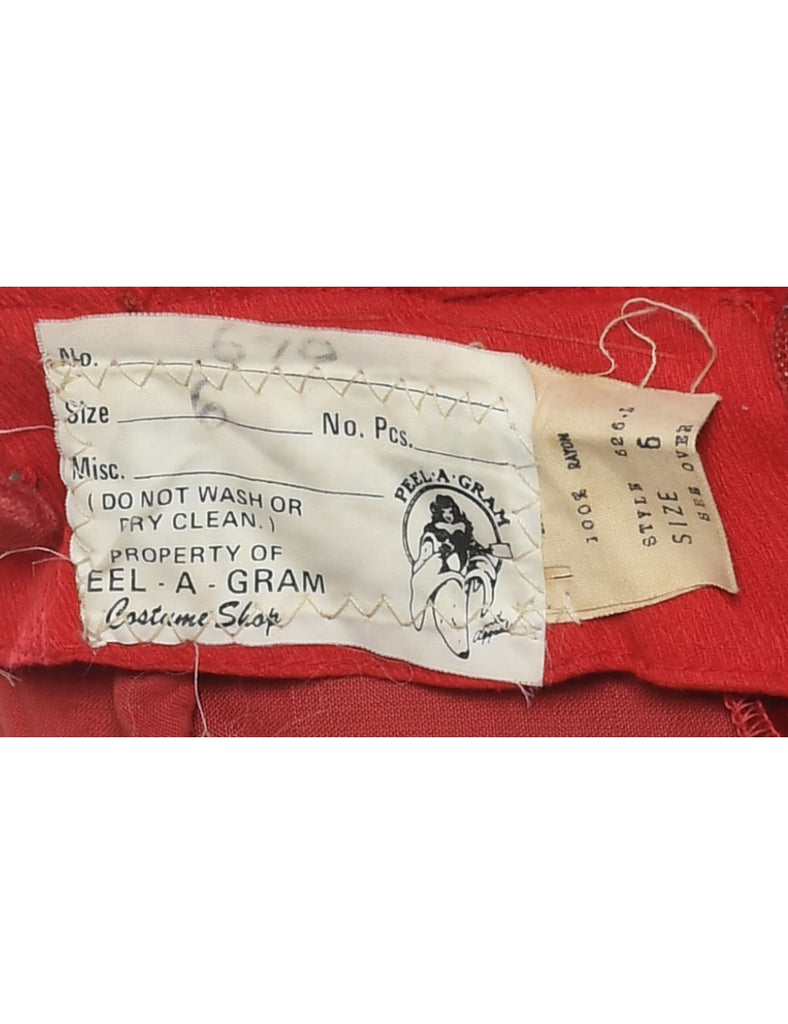 No.
Size 6 No. Pcs.
Misc.
( DO NOT WASH OR
DRY CLEAN. )
PROPERTY OF
EEL - A - GRAM
Costume Shop
PEEL·A·GRAM
100% RAYON
STYLE
SIZE 6
SEE OVER